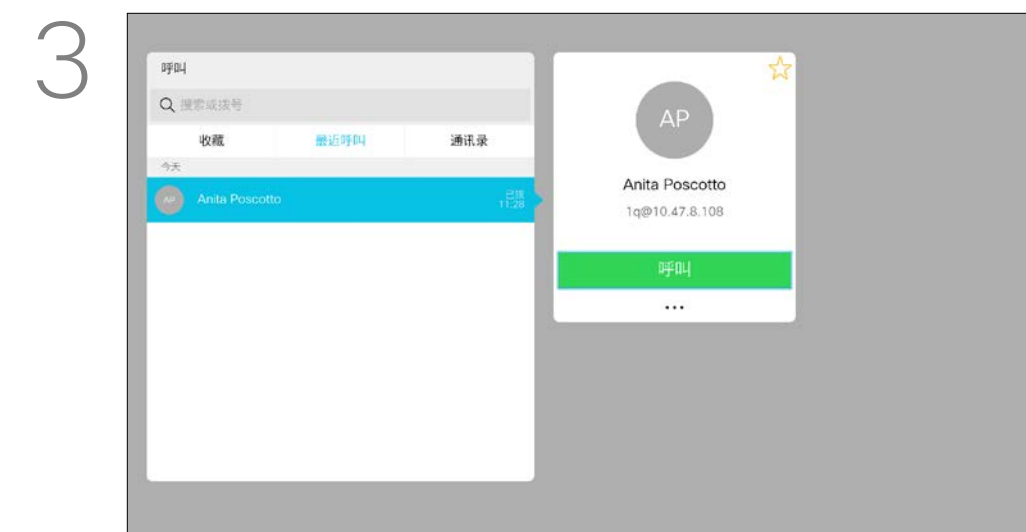 3
呼叫
搜索或拨号
收藏
最近呼叫
通讯录
今天
AP
Anita Poscotto
已拨
11:28
AP
Anita Poscotto
1q@10.47.8.108
呼叫
...